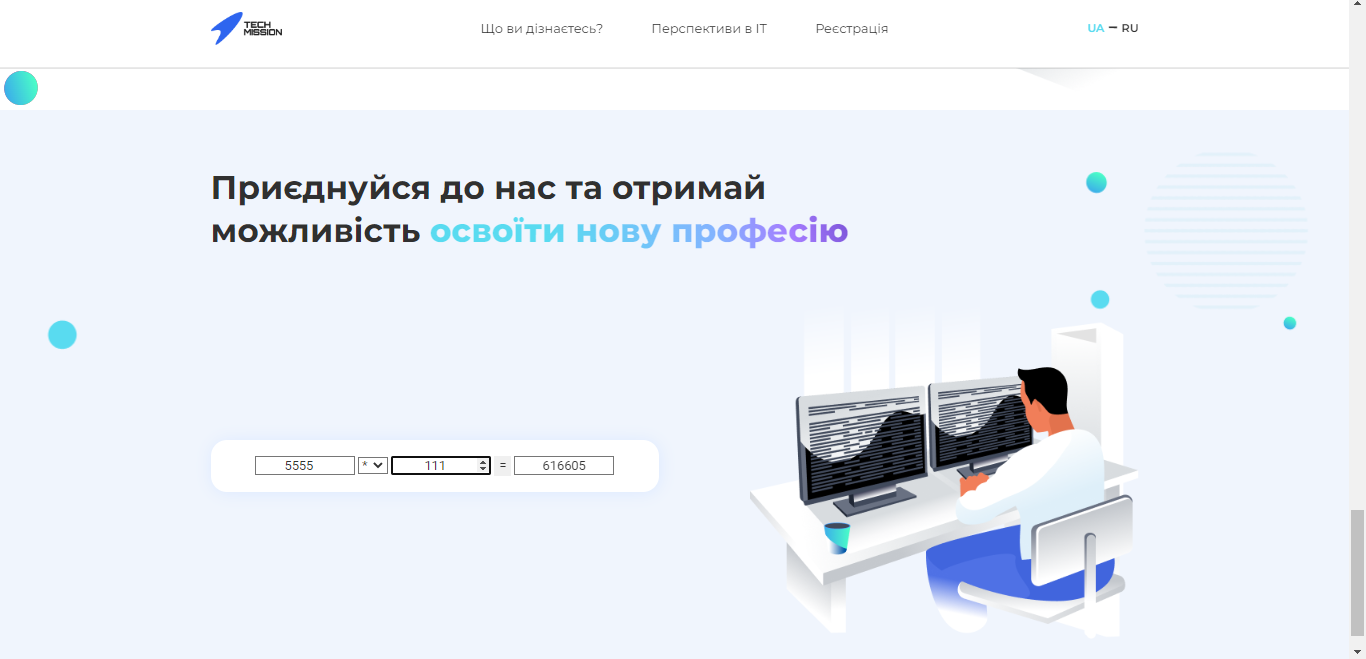 TECH
MISSION
Що ви дізнаєтесь? Перспективи в ІТ Реєстрація UA — RU
Приєднуйся до нас та отримай
можливість освоїти нову професію
5555 * 111 = 616605